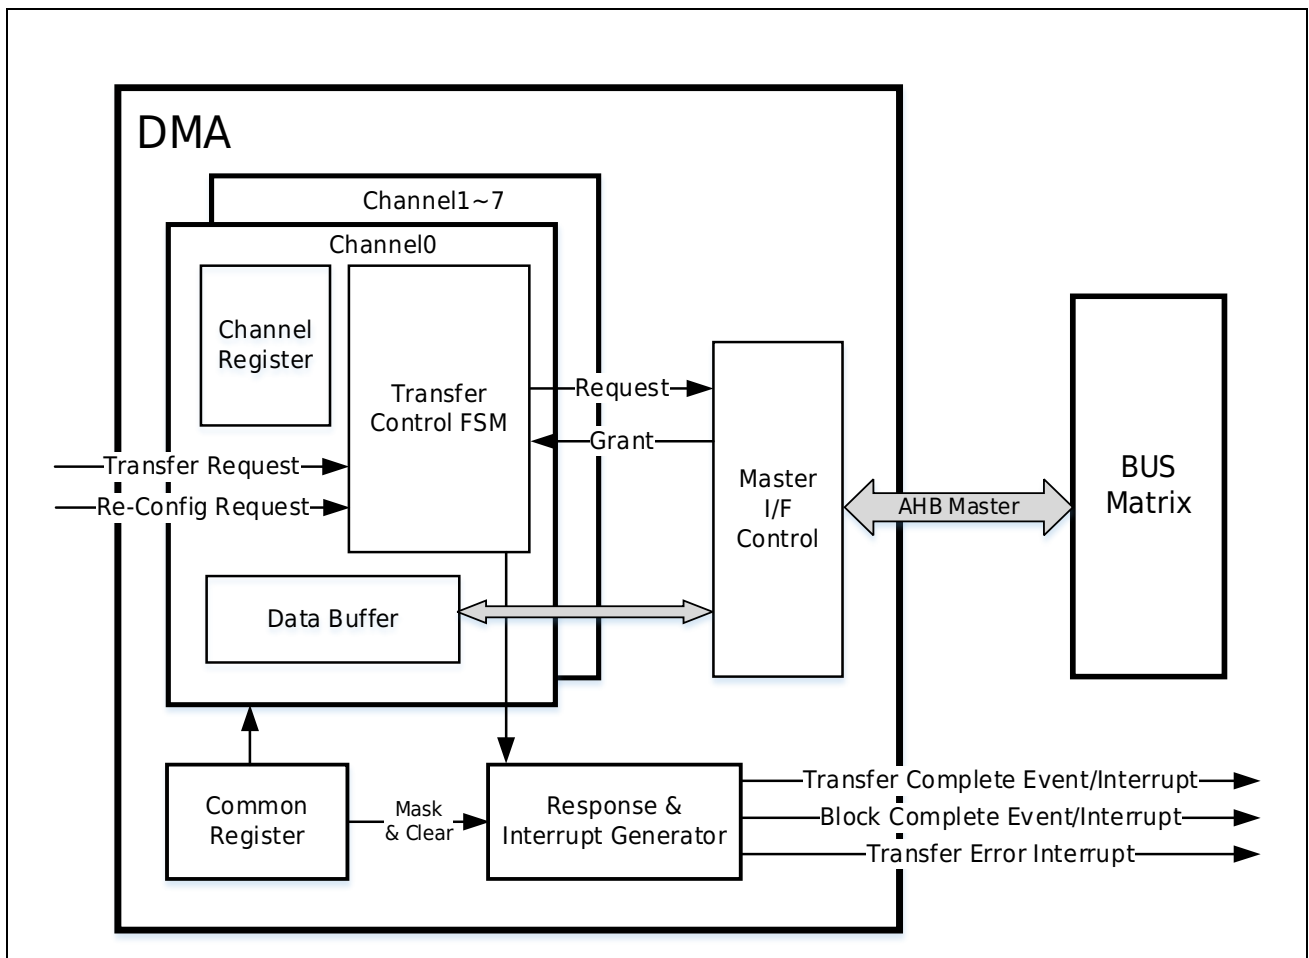 DMA
Channel1~7
Channel0
Channel
Register
Transfer
Control FSM
Request
Grant
Transfer Request
Re-Config Request
Master
I/F
Control
AHB Master
BUS
Matrix
Data Buffer
Common
Register
Mask
& Clear
Response &
Interrupt Generator
Transfer Complete Event/Interrupt
Block Complete Event/Interrupt
Transfer Error Interrupt